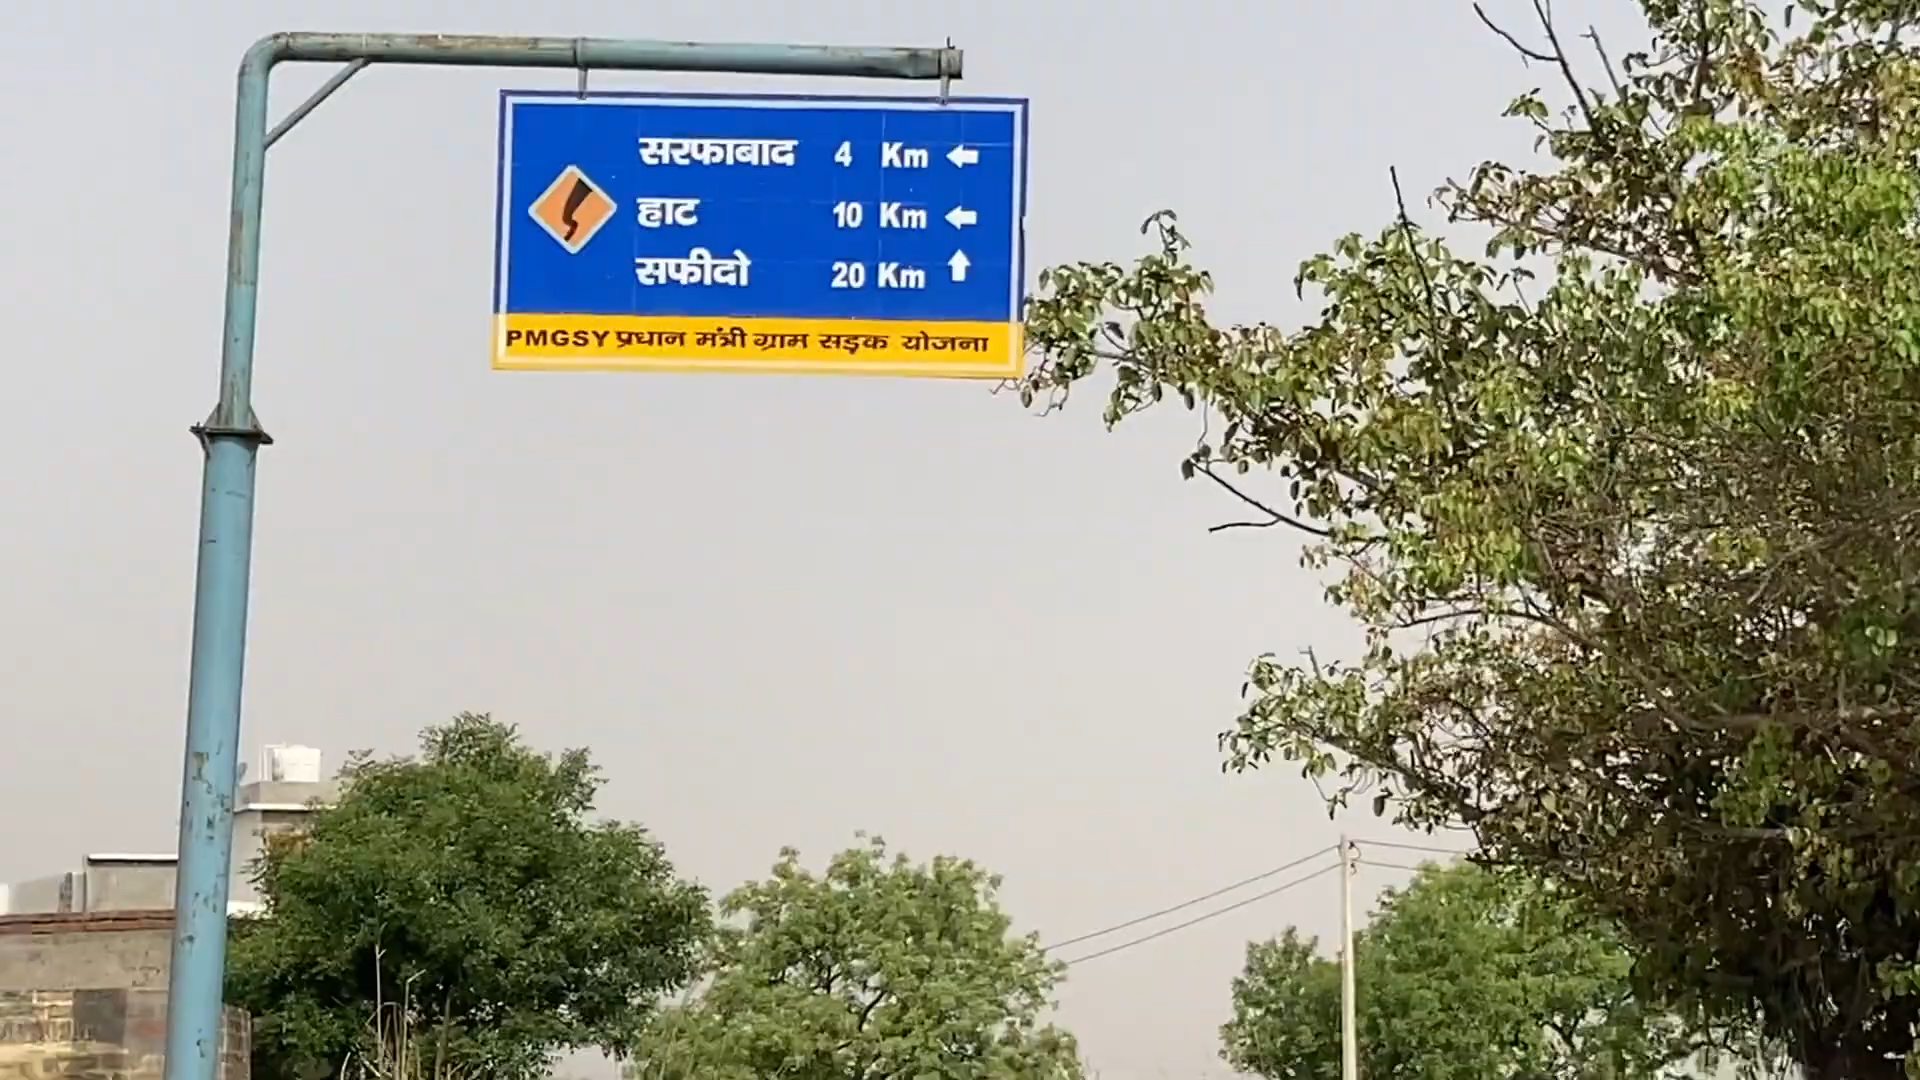 सरफाबाद 4 Km ←
हाट 10 Km ←
सफीदो 20 Km ↑
PMGSY प्रधान मंत्री ग्राम सड़क योजना